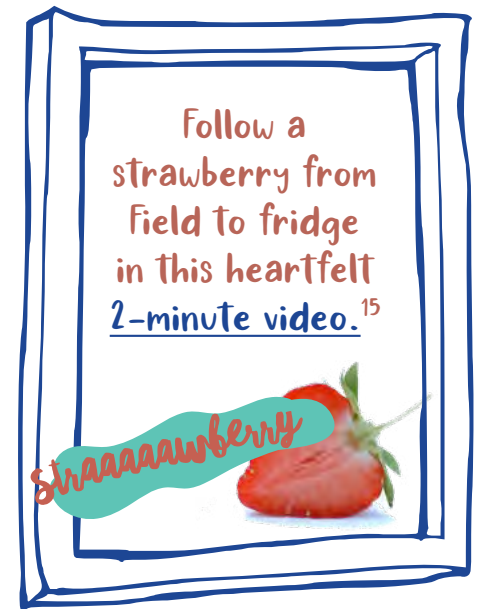 Follow a
strawberry from
Field to fridge
in this heartfelt
2-minute video.15
straaaaawberry